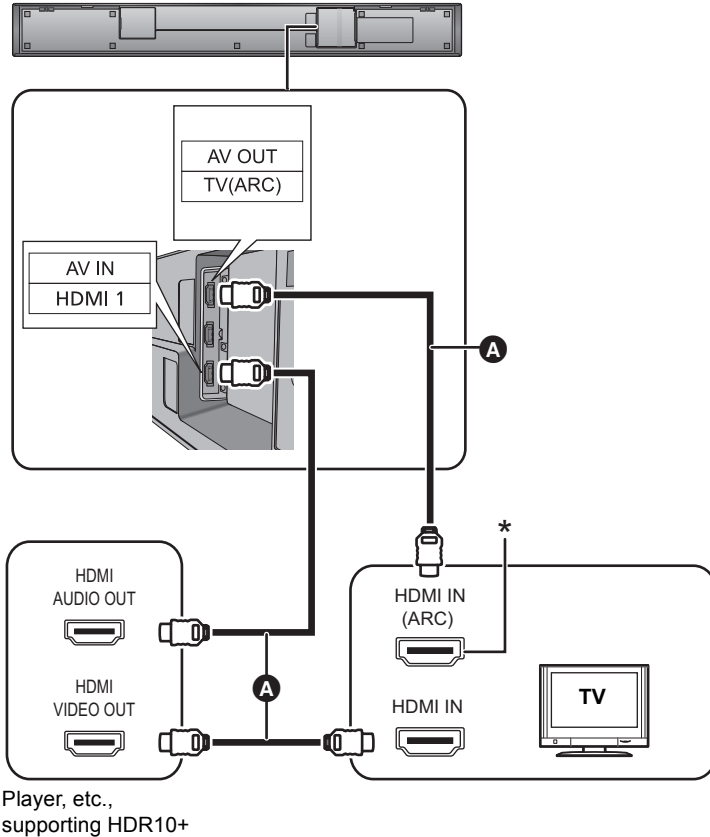 AV OUT
TV(ARC)
AV IN
HDMI 1
A
*
HDMI
AUDIO OUT
HDMI IN
(ARC)
A
HDMI
VIDEO OUT
HDMI IN
TV
Player, etc.,
supporting HDR10+